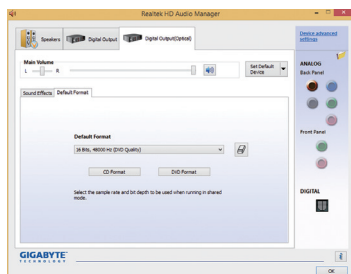 Realtek HD Audio Manager
Speakers
Digital Output
Digital Output(Optical)
Device advanced
settings
Main Volume
L
R
Set Default
Device
ANALOG
Back Panel
Sound Effects
Default Format
Default Format
16 Bits, 48000 Hz (DVD Quality)
CD Format
DVD Format
Select the sample rate and bit depth to be used when running in shared
mode.
Front Panel
DIGITAL
GIGABYTE
TECHNOLOGY
i
OK